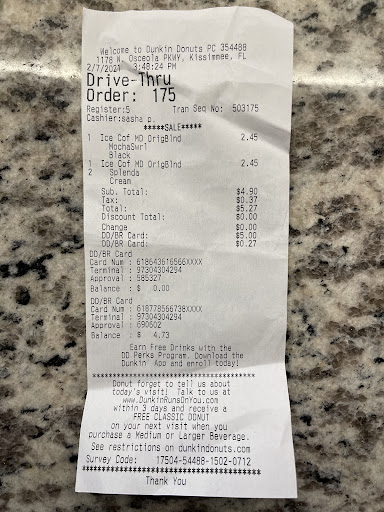 Welcome to Dunkin Donuts PC 354488
1178 W. Osceola PKWY, Kissimmee, FL
2/7/2021 3:48:24 PM
Drive-Thru
Order: 175
Register:5 Tran Seq No: 503175
Cashier:sasha p.
*****SALE*****
1 Ice Cof MD OrigBlnd 2.45
MochaSwrl
Black
1 Ice Cof MD OrigBlnd 2.45
2 Splenda
Cream
Sub. Total: $4.90
Tax: $0.37
Total: $5.27
Discount Total: $0.00
Change $0.00
DD/BR Card: $5.00
DD/BR Card: $0.27
DD/BR Card
Card Num : 618643616566XXXX
Terminal : 97304304294
Approval : 585327
Balance : $ 0.00
DD/BR Card
Card Num : 618778566738XXXX
Terminal : 97304304294
Approval : 690602
Balance : $ 4.73
Earn Free Drinks with the
DD Perks Program. Download the
Dunkin' App and enroll today!
****************************************
Donut forget to tell us about
today's visit! Talk to us at
www.DunkinRunsOnYou.com
within 3 days and receive a
FREE CLASSIC DONUT
on your next visit when you
purchase a Medium or Larger Beverage.
See restrictions on dunkindonuts.com
Survey Code: 17504-54488-1502-0712
****************************************
Thank You